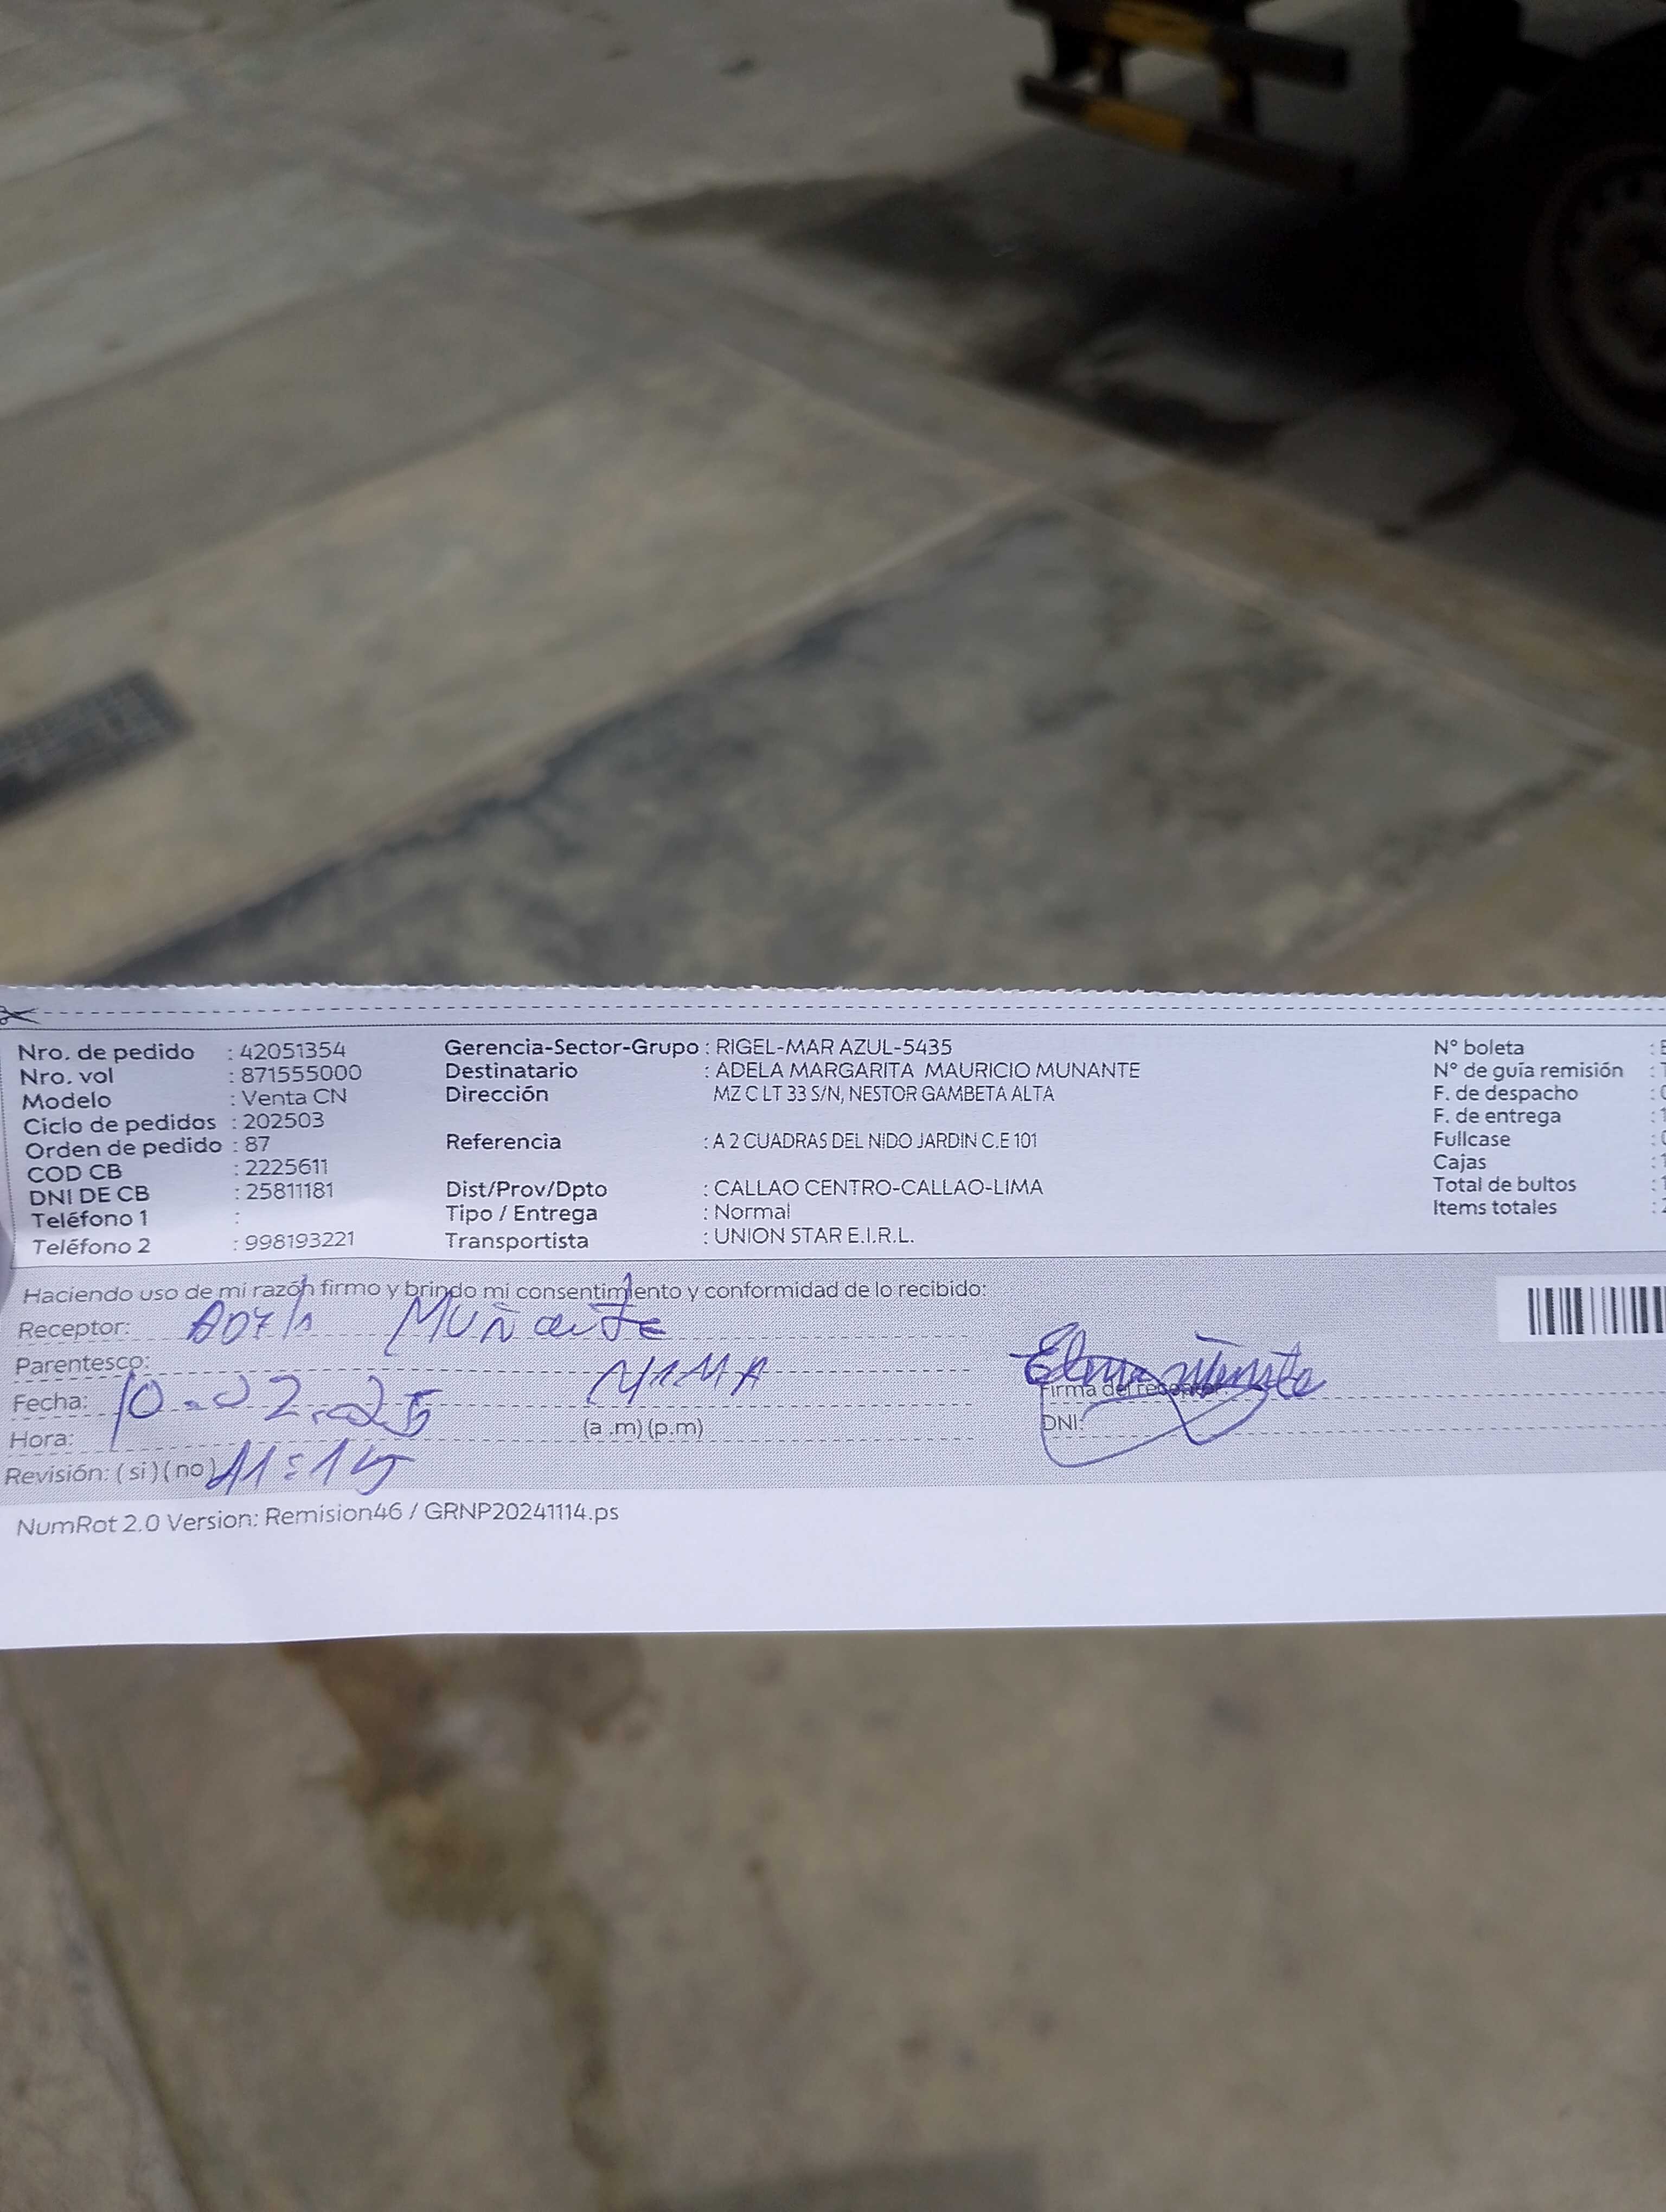 Nro. de pedido : 42051354
Nro. vol : 871555000
Modelo : Venta CN
Ciclo de pedidos : 202503
Orden de pedido : 87
COD CB : 2225611
DNI DE CB : 25811181
Teléfono 1 :
Teléfono 2 : 998193221
Gerencia-Sector-Grupo : RIGEL-MAR AZUL-5435
Destinatario : ADELA MARGARITA MAURICIO MUNANTE
Dirección MZ C LT 33 S/N, NESTOR GAMBETA ALTA
Referencia : A 2 CUADRAS DEL NIDO JARDIN C.E 101
Dist/Prov/Dpto : CALLAO CENTRO-CALLAO-LIMA
Tipo / Entrega : Normal
Transportista : UNION STAR E.I.R.L.
N° boleta :
N° de guía remisión :
F. de despacho :
F. de entrega :
Fullcase :
Cajas :
Total de bultos :
Items totales :
Haciendo uso de mi razón firmo y brindo mi consentimiento y conformidad de lo recibido:
Receptor: Muñante
Parentesco: MAMA
Fecha: 10-02-25
Hora: (a .m) (p.m)
Revisión: (si) (no) 11:15
Firma del receptor
DNI:
NumRot 2.0 Version: Remision46 / GRNP20241114.ps